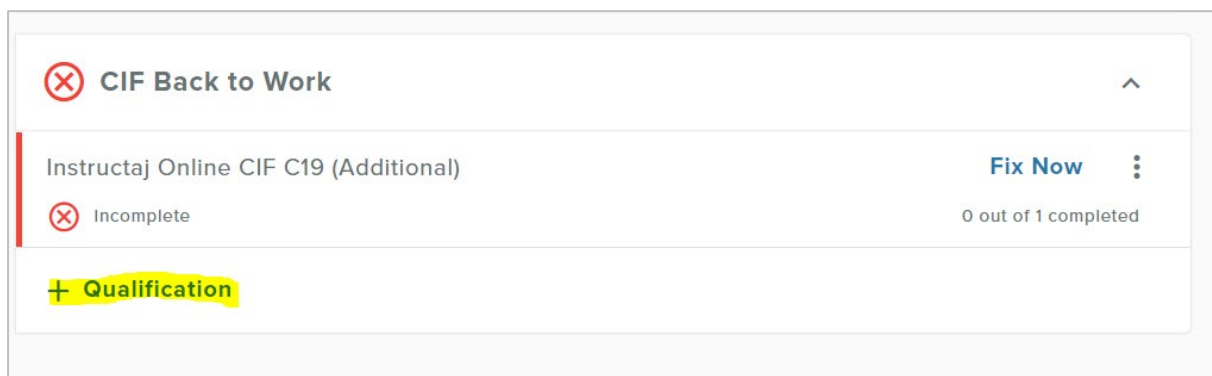 CIF Back to Work
Instructaj Online CIF C19 (Additional)
Fix Now
Incomplete
0 out of 1 completed
+ Qualification